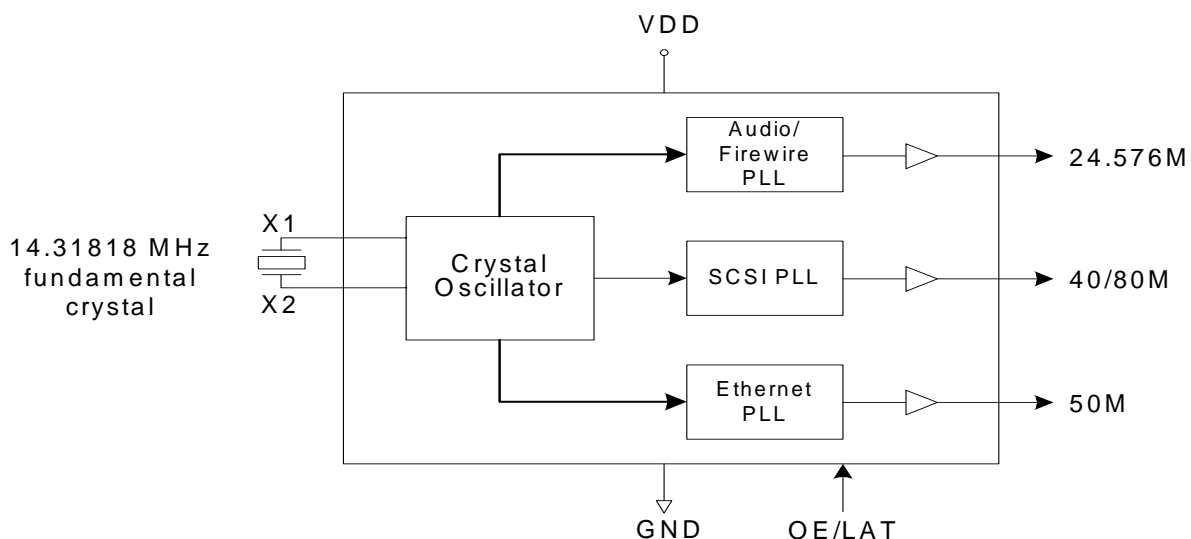 VDD
Audio/
Firewire
PLL
24.576M
X1
14.31818 MHz
fundamental
crystal
X2
Crystal
Oscillator
SCSI PLL
40/80M
Ethernet
PLL
50M
GND
OE/LAT